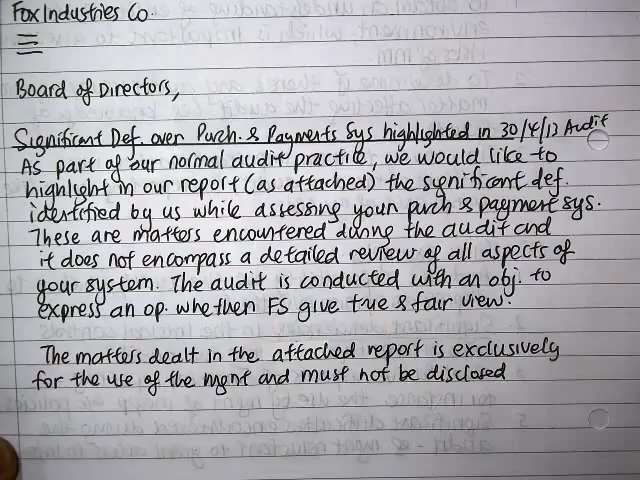 Fox Industries Co.
Board of Directors,
Significant Def. over Purch. & Payments Sys highlighted in 30/4/13 Audit
As part of our normal audit practice, we would like to
highlight in our report (as attached) the significant def.
identified by us while assessing your purch & payment sys.
These are matters encountered during the audit and
it does not encompass a detailed review of all aspects of
your system. The audit is conducted with an obj. to
express an op. whether FS give true & fair view.
The matters dealt in the attached report is exclusively
for the use of the mgnt and must not be disclosed